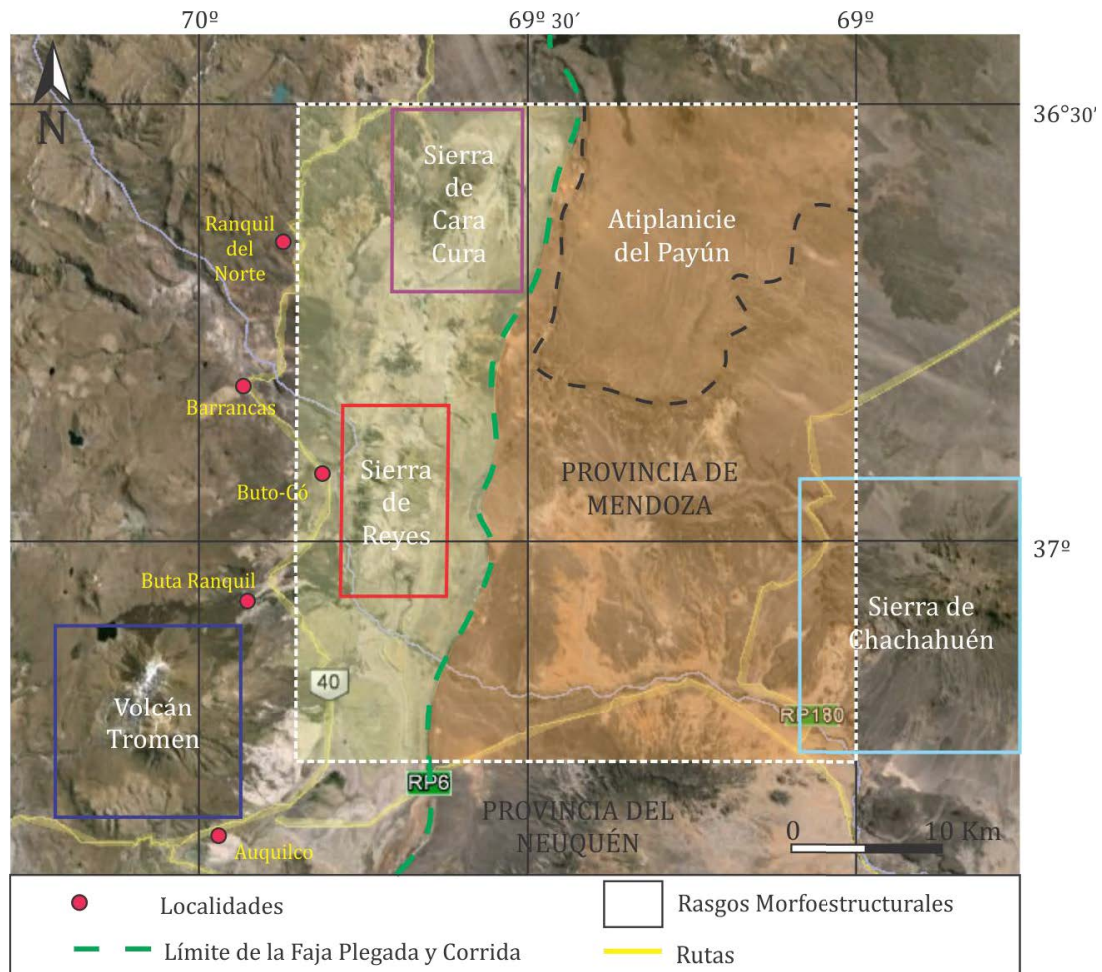 70º
69º 30´
69º
36°30'
N
Sierra
de
Cara
Cura
Atiplanicie
del Payún
Ranquil
del
Norte
Barrancas
Sierra
de
Reyes
PROVINCIA DE
MENDOZA
Buto-Có
37º
Buta Ranquil
Sierra de
Chachahuén
40
Volcán
Tromen
RP180
RP6
PROVINCIA DEL
NEUQUÉN
0 10 Km
Auquilco
Localidades
Rasgos Morfoestructurales
Límite de la Faja Plegada y Corrida
Rutas